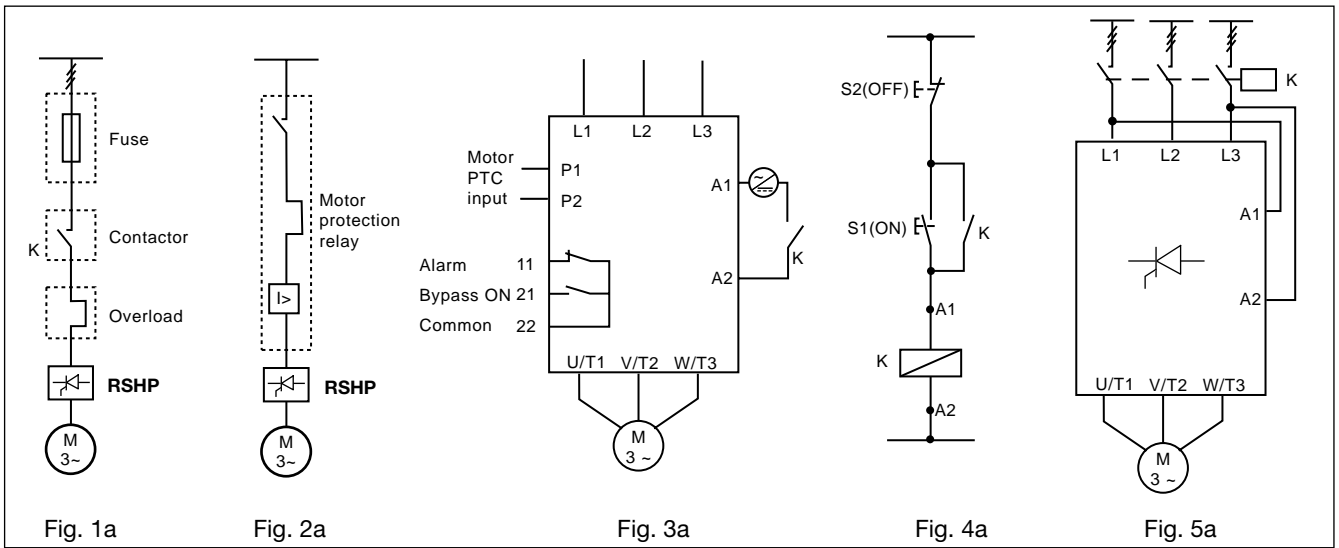 Fuse
K
Contactor
Overload
RSHP
M
3~
Fig. 1a
Motor
protection
relay
I>
RSHP
M
3~
Fig. 2a
L1 L2 L3
Motor
PTC
input
P1
P2
A1
~
K
A2
Alarm 11
Bypass ON 21
Common 22
U/T1 V/T2 W/T3
M
3 ~
Fig. 3a
S2(OFF)
S1(ON)
K
A1
K
A2
Fig. 4a
K
L1 L2 L3
A1
A2
U/T1 V/T2 W/T3
M
3 ~
Fig. 5a